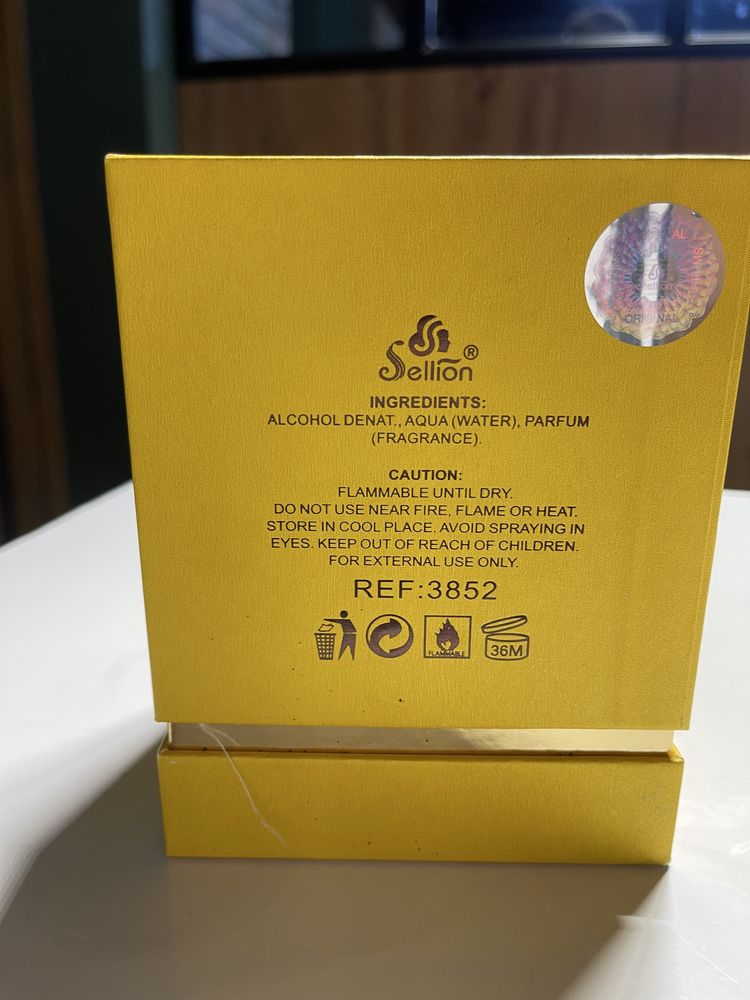 Sellion®
INGREDIENTS:
ALCOHOL DENAT., AQUA (WATER), PARFUM
(FRAGRANCE).
CAUTION:
FLAMMABLE UNTIL DRY.
DO NOT USE NEAR FIRE, FLAME OR HEAT.
STORE IN COOL PLACE. AVOID SPRAYING IN
EYES. KEEP OUT OF REACH OF CHILDREN.
FOR EXTERNAL USE ONLY.
REF:3852
FLAMMABLE
36M
ORIGINAL